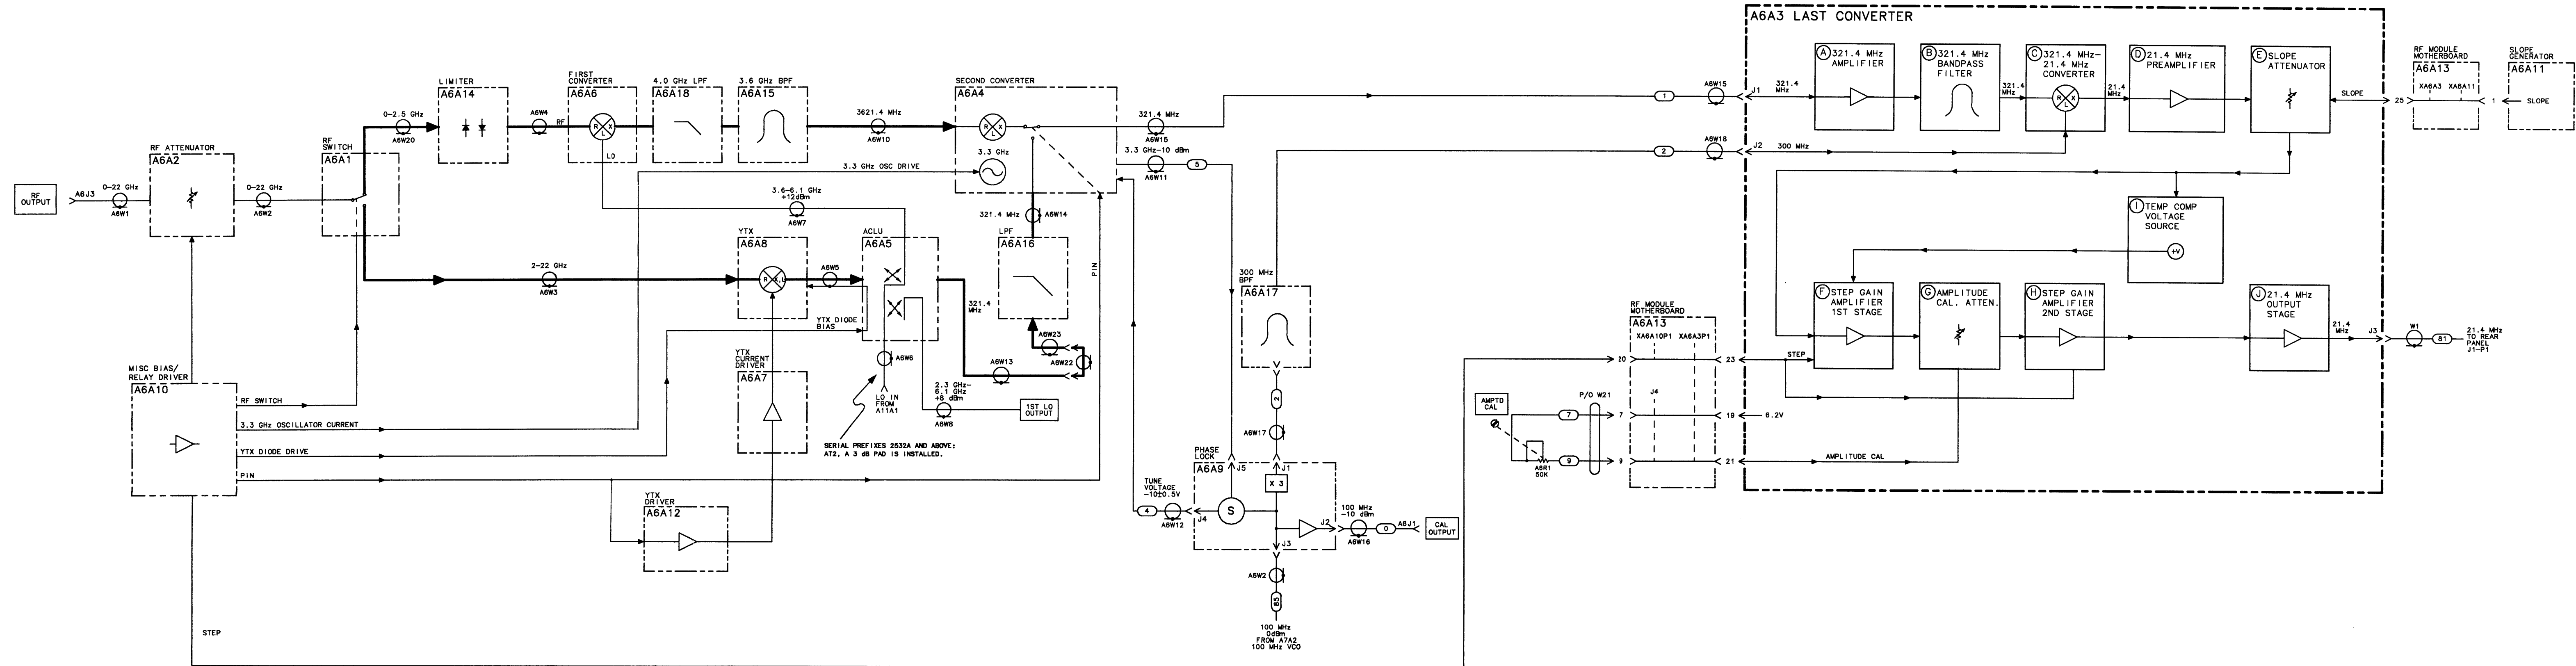 RF
OUTPUT
A6J3
0-22 GHz
A6W1
RF ATTENUATOR
A6A2
0-22 GHz
A6W2
RF
SWITCH
A6A1
0-2.5 GHz
A6W20
LIMITER
A6A14
A6W4
RF
FIRST
CONVERTER
A6A6
R
X
L
LO
4.0 GHz LPF
A6A18
3.6 GHz BPF
A6A15
3621.4 MHz
A6W10
SECOND CONVERTER
A6A4
R
X
L
3.3 GHz
3.3 GHz OSC DRIVE
321.4 MHz
A6W15
3.3 GHz-10 dBm
5
A6W11
3.6-6.1 GHz
+12dBm
A6W7
2-22 GHz
A6W3
YTX
A6A8
R
X,L
A6W5
ACLU
A6A5
YTX DIODE
BIAS
321.4
MHz
321.4 MHz
A6W14
LPF
A6A16
PIN
A6W23
A6W22
A6W13
A6W6
LO IN
FROM
A11A1
2.3 GHz-
6.1 GHz
+8 dBm
A6W8
1ST LO
OUTPUT
YTX
CURRENT
DRIVER
A6A7
SERIAL PREFIXES 2532A AND ABOVE:
AT2, A 3 dB PAD IS INSTALLED.
MISC BIAS/
RELAY DRIVER
A6A10
RF SWITCH
3.3 GHz OSCILLATOR CURRENT
YTX DIODE DRIVE
PIN
YTX
DRIVER
A6A12
STEP
300 MHz
BPF
A6A17
2
A6W17
PHASE
LOCK
A6A9
J5
J1
X 3
S
J4
J2
J3
TUNE
VOLTAGE
-10±0.5V
4
A6W12
100 MHz
-10 dBm
A6W16
0
A6J1
CAL
OUTPUT
A6W2
85
100 MHz
0dBm
FROM A7A2
100 MHz VCO
1
A6W15
J1
2
A6W18
J2
A6A3 LAST CONVERTER
321.4
MHz
A 321.4 MHz
AMPLIFIER
B 321.4 MHz
BANDPASS
FILTER
321.4
MHz
C 321.4 MHz-
21.4 MHz
CONVERTER
R
X
L
21.4
MHz
D 21.4 MHz
PREAMPLIFIER
E SLOPE
ATTENUATOR
SLOPE
25
RF MODULE
MOTHERBOARD
A6A13
XA6A3 XA6A11
1
SLOPE
GENERATOR
A6A11
SLOPE
300 MHz
I TEMP COMP
VOLTAGE
SOURCE
+V
F STEP GAIN
AMPLIFIER
1ST STAGE
G AMPLITUDE
CAL. ATTEN.
H STEP GAIN
AMPLIFIER
2ND STAGE
J 21.4 MHz
OUTPUT
STAGE
21.4
MHz
J3
W1
81
21.4 MHz
TO REAR
PANEL
J1-P1
RF MODULE
MOTHERBOARD
A6A13
XA6A10P1 XA6A3P1
20
23
STEP
J4
P/O W21
AMPTD
CAL
7
7
19
6.2V
A6R1
50K
9
9
21
AMPLITUDE CAL